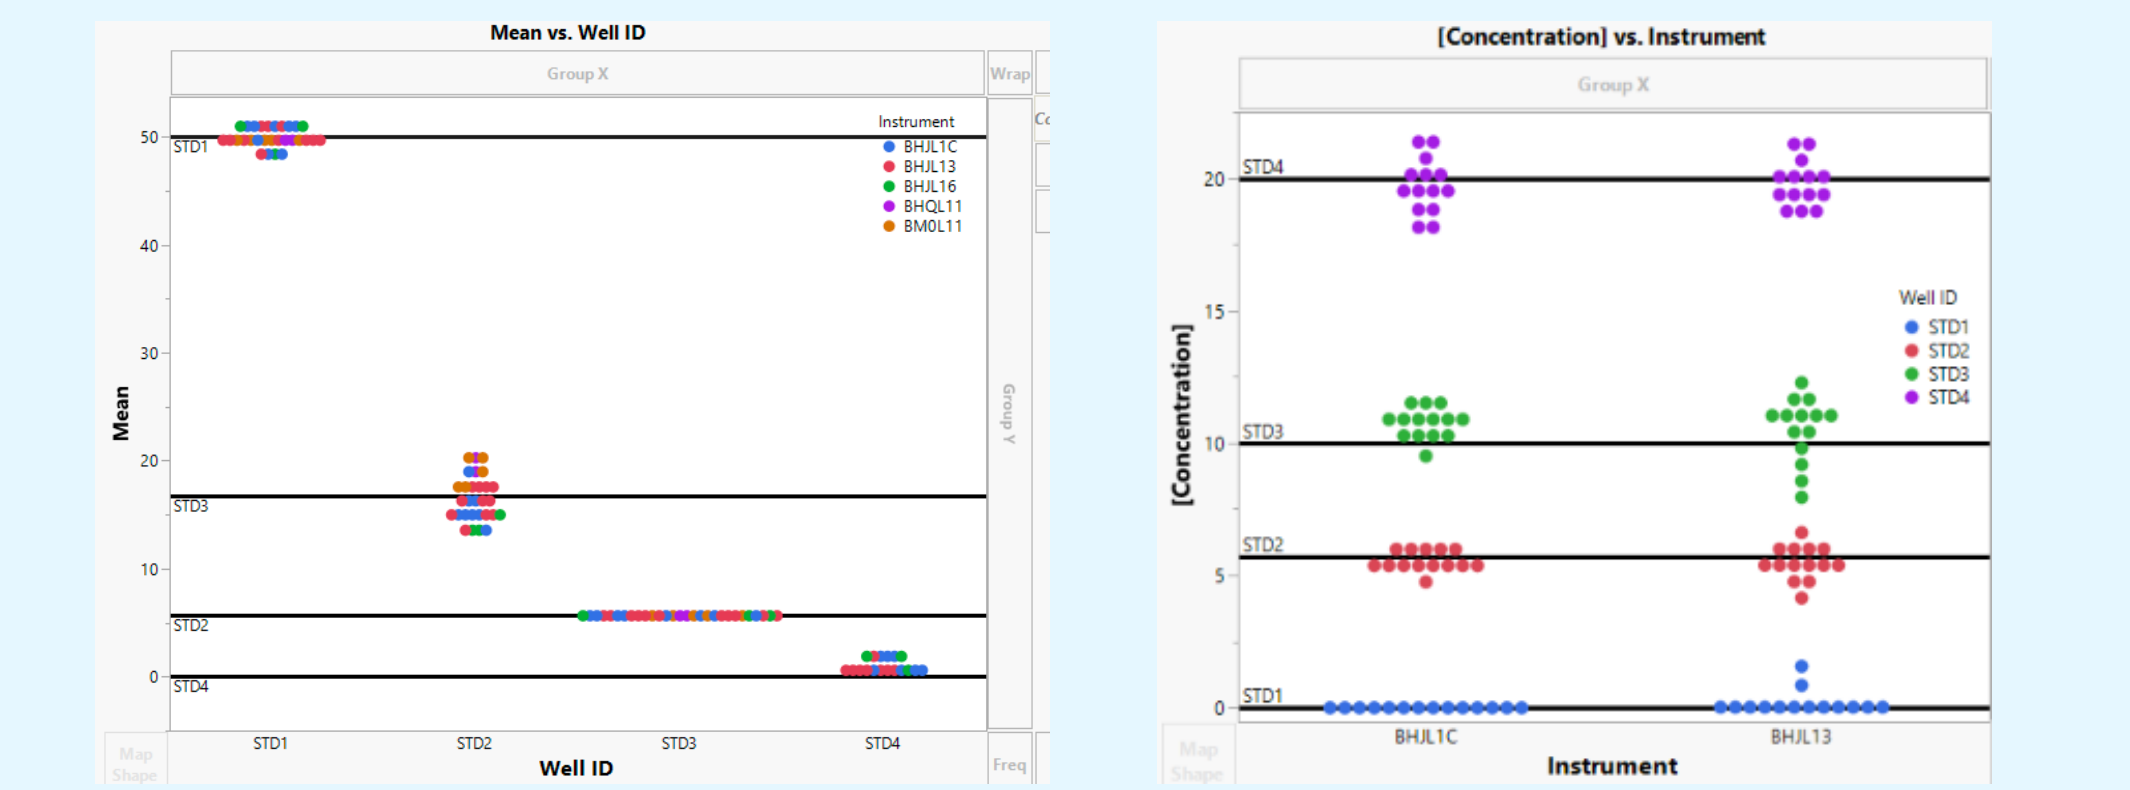 Mean vs. Well ID
Group X
Wrap
50
STD1
Instrument
BHJL1C
BHJL13
BHJL16
BHQL11
BM0L11
40
30
Mean
Group Y
20
STD3
10
STD2
0
STD4
STD1
STD2
STD3
STD4
Map
Shape
Well ID
Freq
[Concentration] vs. Instrument
Group X
STD4
20
Well ID
STD1
STD2
STD3
STD4
15
[Concentration]
STD3
10
STD2
5
STD1
0
BHJL1C
BHJL13
Map
Shape
Instrument